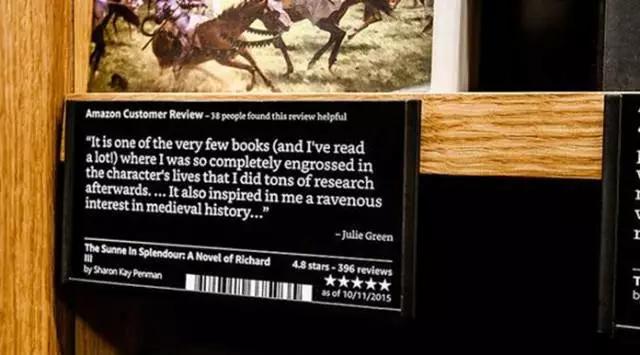 Amazon Customer Review – 38 people found this review helpful
“It is one of the very few books (and I've read
a lot!) where I was so completely engrossed in
the character's lives that I did tons of research
afterwards. ... It also inspired in me a ravenous
interest in medieval history...”
– Julie Green
The Sunne In Splendour: A Novel of Richard
III
by Sharon Kay Penman
4.8 stars - 396 reviews
★★★★★
as of 10/11/2015